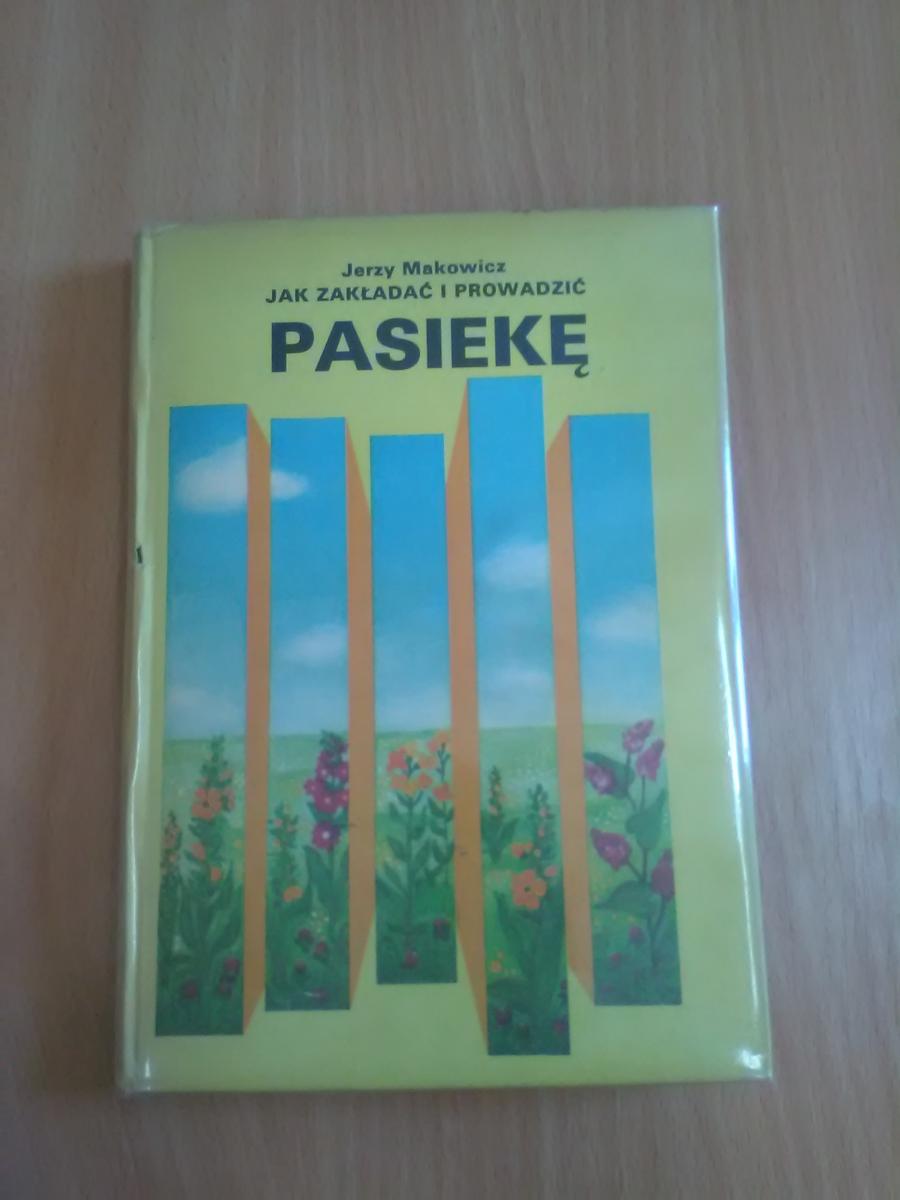 Jerzy Makowicz
JAK ZAKŁADAĆ I PROWADZIĆ
PASIEKĘ